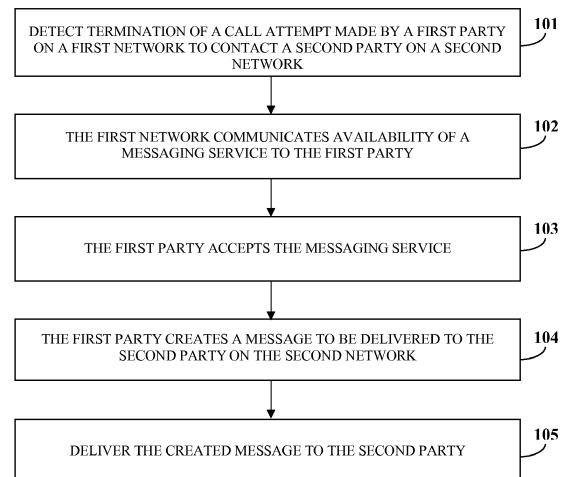 DETECT TERMINATION OF A CALL ATTEMPT MADE BY A FIRST PARTY
ON A FIRST NETWORK TO CONTACT A SECOND PARTY ON A SECOND
NETWORK
101
THE FIRST NETWORK COMMUNICATES AVAILABILITY OF A
MESSAGING SERVICE TO THE FIRST PARTY
102
THE FIRST PARTY ACCEPTS THE MESSAGING SERVICE
103
THE FIRST PARTY CREATES A MESSAGE TO BE DELIVERED TO THE
SECOND PARTY ON THE SECOND NETWORK
104
DELIVER THE CREATED MESSAGE TO THE SECOND PARTY
105